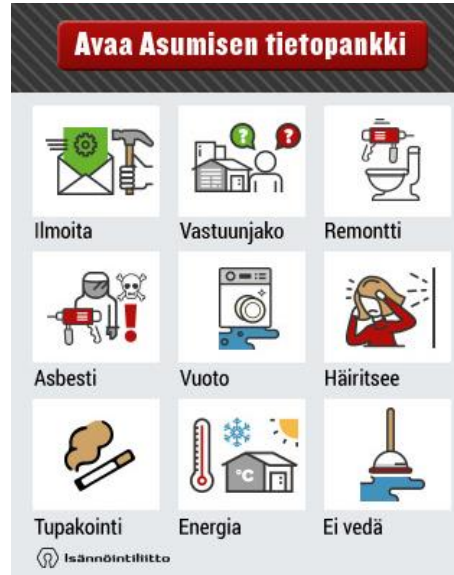 Avaa Asumisen tietopankki
Ilmoita
Vastuunjako
Remontti
Asbesti
Vuoto
Häiritsee
Tupakointi
Energia
°C
Ei vedä
Isännöintiliitto